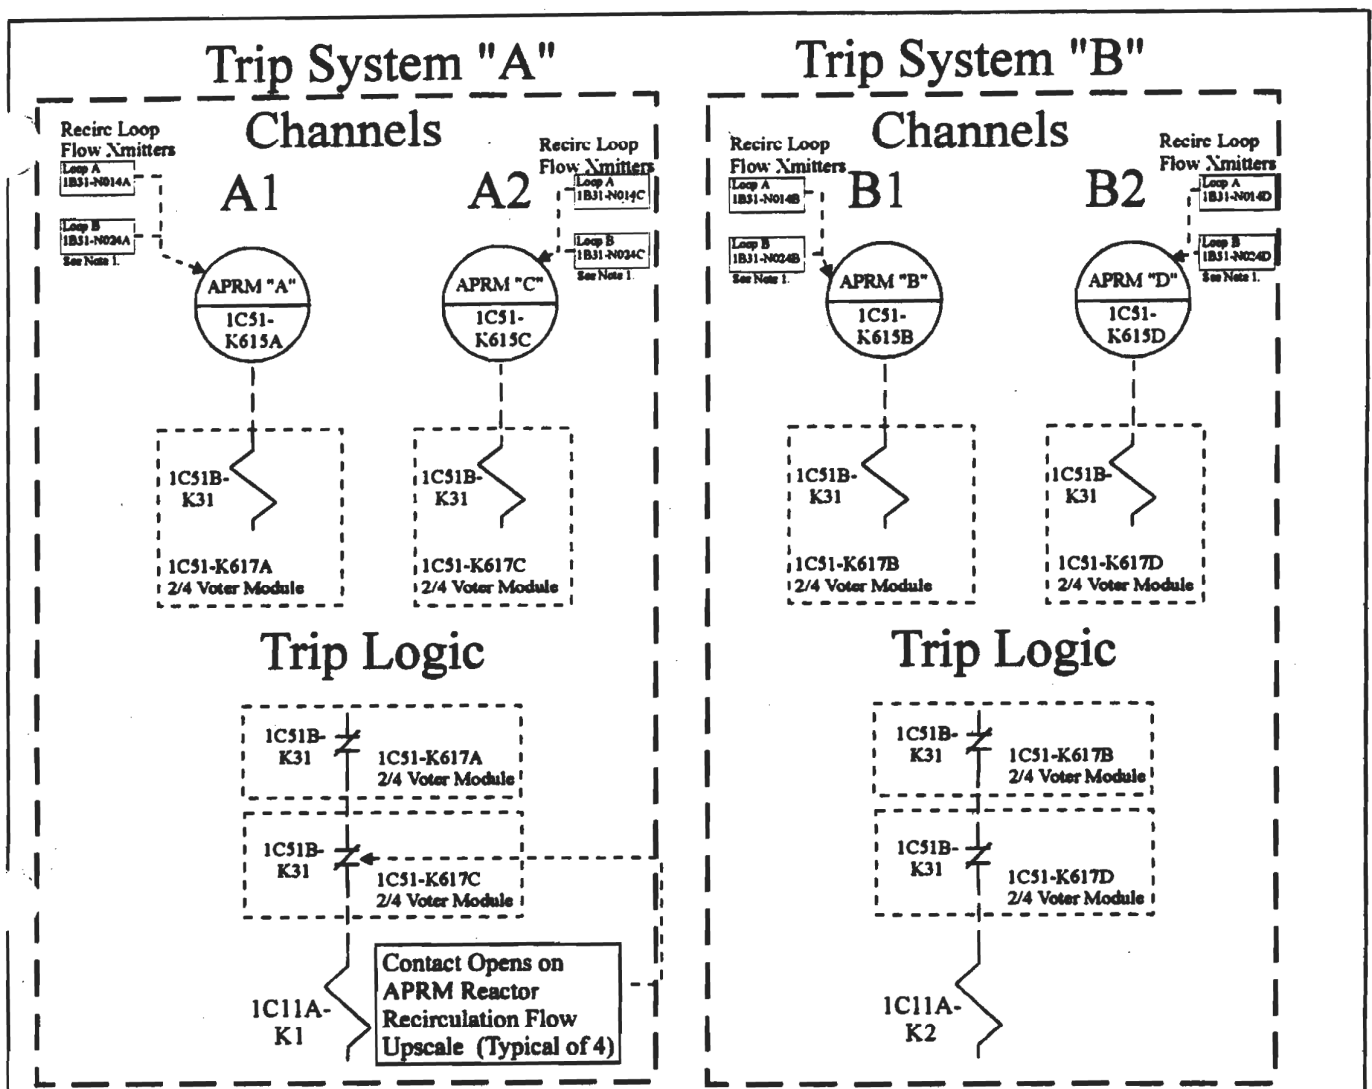 Trip System "A"
Channels
Recirc Loop
Flow Xmitters
Loop A
1B31-N014A
Loop B
1B31-N024A
See Note 1.
A1
A2
Recirc Loop
Flow Xmitters
Loop A
1B31-N014C
Loop B
1B31-N024C
See Note 1.
APRM "A"
1C51-
K615A
APRM "C"
1C51-
K615C
1C51B-
K31
1C51-K617A
2/4 Voter Module
1C51B-
K31
1C51-K617C
2/4 Voter Module
Trip Logic
1C51B-
K31
1C51-K617A
2/4 Voter Module
1C51B-
K31
1C51-K617C
2/4 Voter Module
1C11A-
K1
Contact Opens on
APRM Reactor
Recirculation Flow
Upscale (Typical of 4)
Trip System "B"
Channels
Recirc Loop
Flow Xmitters
Loop A
1B31-N014B
Loop B
1B31-N024B
See Note 1.
B1
B2
Recirc Loop
Flow Xmitters
Loop A
1B31-N014D
Loop B
1B31-N024D
See Note 1.
APRM "B"
1C51-
K615B
APRM "D"
1C51-
K615D
1C51B-
K31
1C51-K617B
2/4 Voter Module
1C51B-
K31
1C51-K617D
2/4 Voter Module
Trip Logic
1C51B-
K31
1C51-K617B
2/4 Voter Module
1C51B-
K31
1C51-K617D
2/4 Voter Module
1C11A-
K2